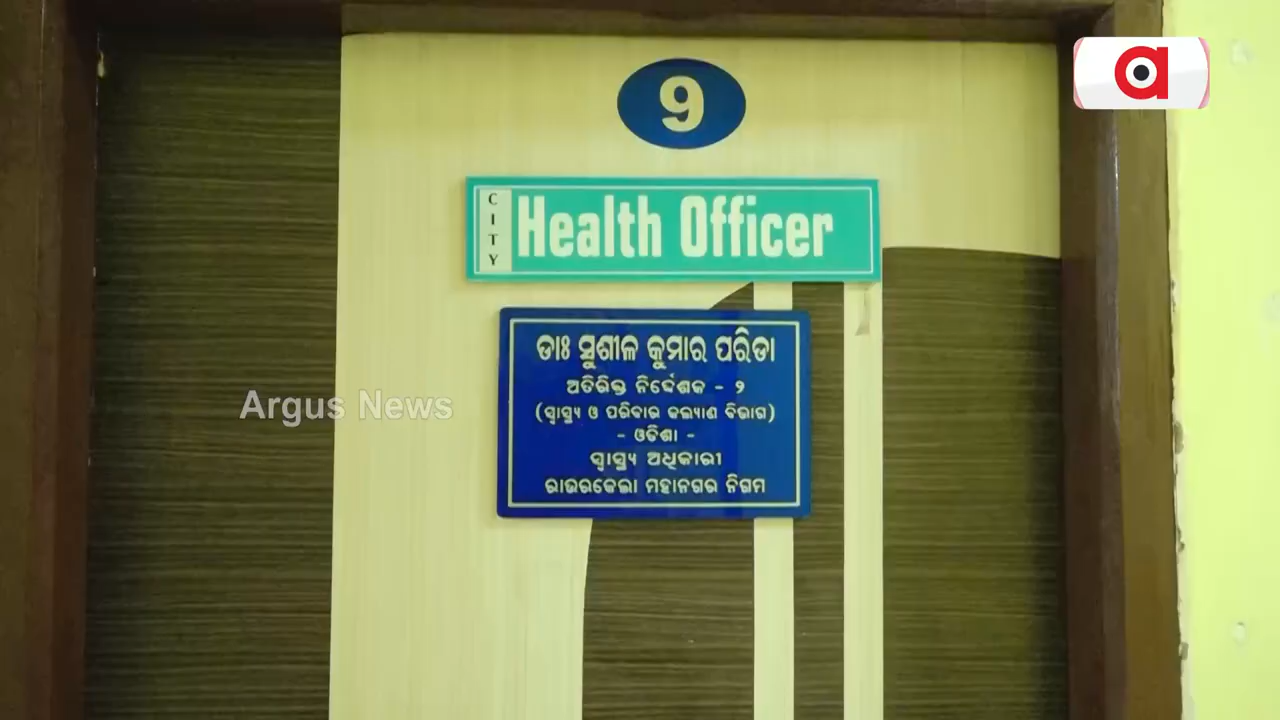 9
CITY
Health Officer
ଡାଃ ସୁଶୀଳ କୁମାର ପରିଡା
ଅତିରିକ୍ତ ନିର୍ଦ୍ଦେଶକ - ୨
(ସ୍ୱାସ୍ଥ୍ୟ ଓ ପରିବାର କଲ୍ୟାଣ ବିଭାଗ)
- ଓଡିଶା -
ସ୍ୱାସ୍ଥ୍ୟ ଅଧିକାରୀ
ରାଉରକେଲା ମହାନଗର ନିଗମ
Argus News
a